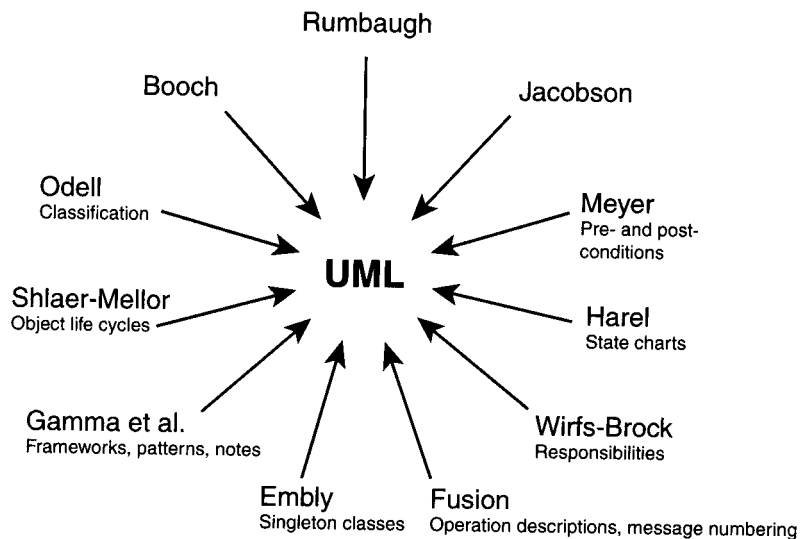 Rumbaugh
Booch
Jacobson
Odell
Classification
Meyer
Pre- and post-
conditions
UML
Shlaer-Mellor
Object life cycles
Harel
State charts
Gamma et al.
Frameworks, patterns, notes
Wirfs-Brock
Responsibilities
Embly
Singleton classes
Fusion
Operation descriptions, message numbering